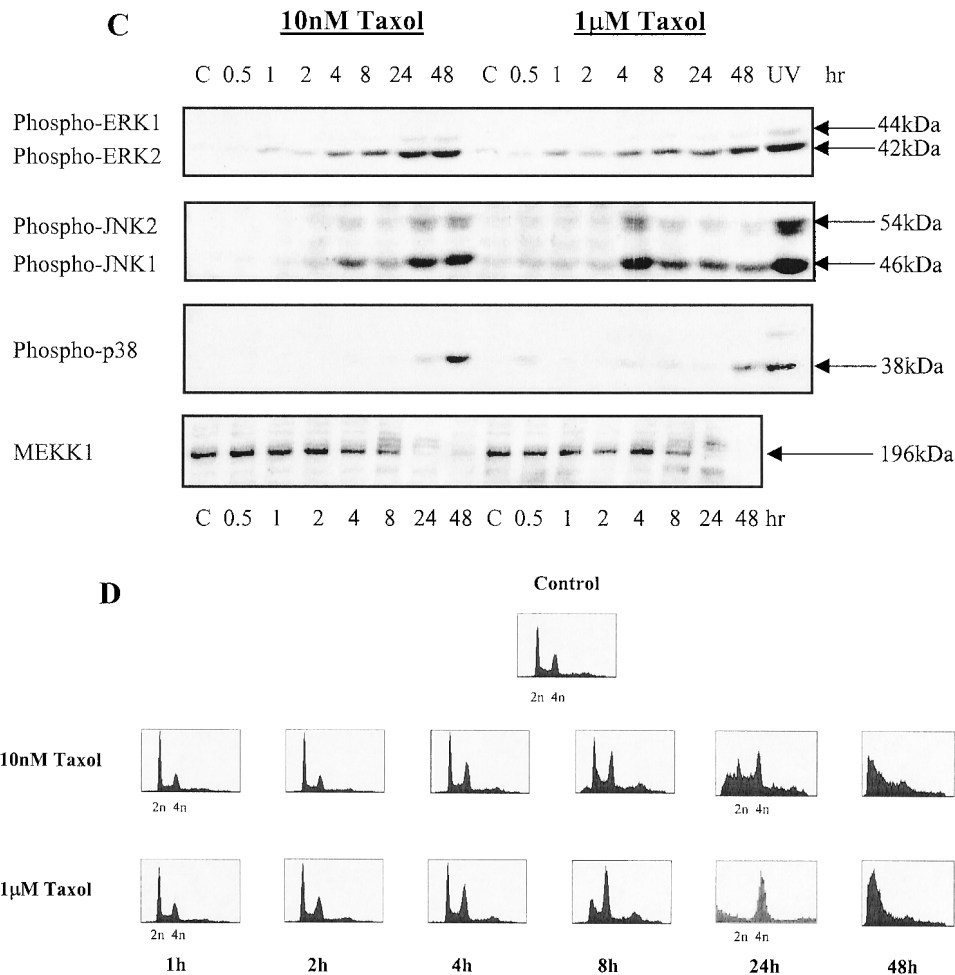 C
10nM Taxol 1µM Taxol
C 0.5 1 2 4 8 24 48 C 0.5 1 2 4 8 24 48 UV hr
Phospho-ERK1 44kDa
Phospho-ERK2 42kDa
Phospho-JNK2 54kDa
Phospho-JNK1 46kDa
Phospho-p38 38kDa
MEKK1 196kDa
C 0.5 1 2 4 8 24 48 C 0.5 1 2 4 8 24 48 hr
D
Control
2n 4n
10nM Taxol
2n 4n 2n 4n
1µM Taxol
2n 4n 2n 4n
1h 2h 4h 8h 24h 48h